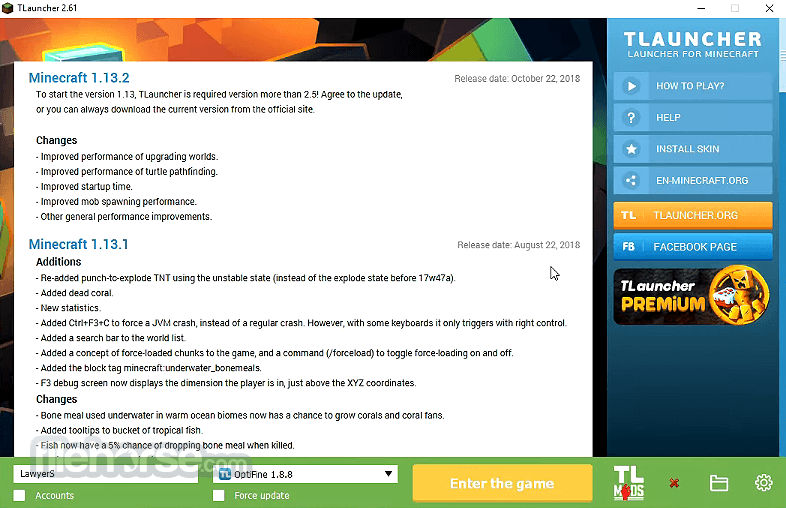 TLauncher 2.61
Minecraft 1.13.2
Release date: October 22, 2018
To start the version 1.13, TLauncher is required version more than 2.5! Agree to the update,
or you can always download the current version from the official site.
Changes
- Improved performance of upgrading worlds.
- Improved performance of turtle pathfinding.
- Improved startup time.
- Improved mob spawning performance.
- Other general performance improvements.
Minecraft 1.13.1
Release date: August 22, 2018
Additions
- Re-added punch-to-explode TNT using the unstable state (instead of the explode state before 17w47a).
- Added dead coral.
- New statistics.
- Added Ctrl+F3+C to force a JVM crash, instead of a regular crash. However, with some keyboards it only triggers with right control.
- Added a search bar to the world list.
- Added a concept of force-loaded chunks to the game, and a command (/forceload) to toggle force-loading on and off.
- Added the block tag minecraft:underwater_bonemeals.
- F3 debug screen now displays the dimension the player is in, just above the XYZ coordinates.
Changes
- Bone meal used underwater in warm ocean biomes now has a chance to grow corals and coral fans.
- Added tooltips to bucket of tropical fish.
- Fish now have a 5% chance of dropping bone meal when killed.
TLAUNCHER
LAUNCHER FOR MINECRAFT
HOW TO PLAY?
? HELP
INSTALL SKIN
EN-MINECRAFT.ORG
TL TLAUNCHER.ORG
FB FACEBOOK PAGE
TLauncher
PREMIUM
LawyerS
TL OptiFine 1.8.8
Accounts
Force update
Enter the game
TL
MODS